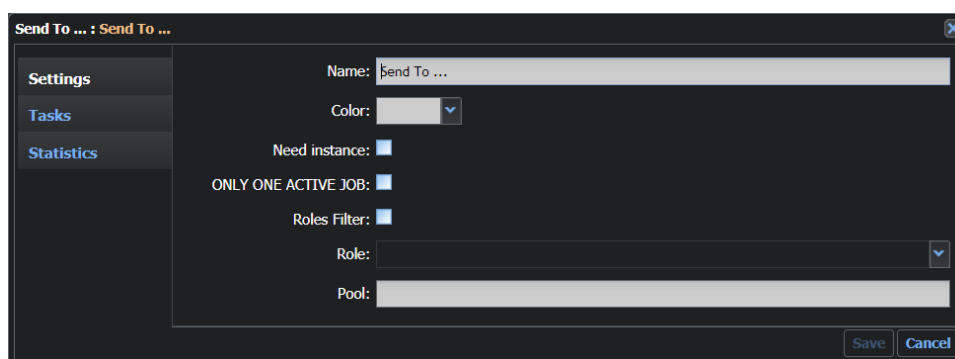 Send To ... : Send To ...
Settings
Tasks
Statistics
Name: Send To ...
Color:
Need instance:
ONLY ONE ACTIVE JOB:
Roles Filter:
Role:
Pool:
Save Cancel